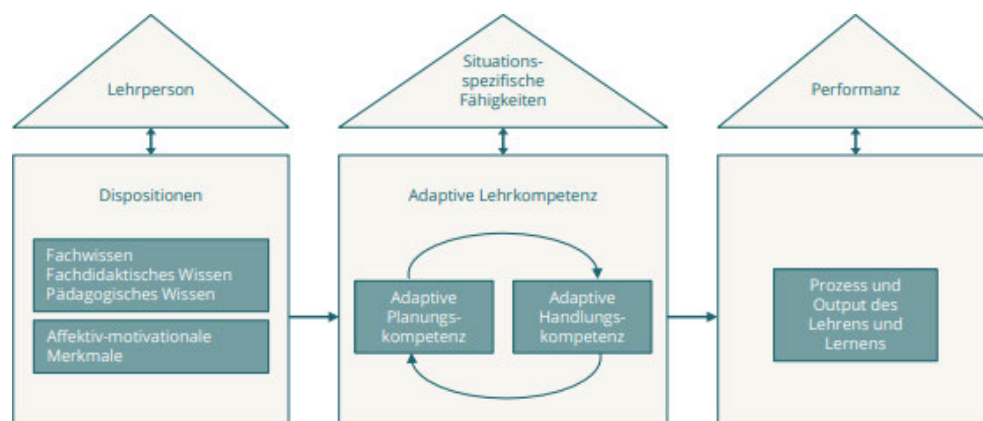 Lehrperson
Situations-
spezifische
Fähigkeiten
Performanz
Dispositionen
Fachwissen
Fachdidaktisches Wissen
Pädagogisches Wissen
Affektiv-motivationale
Merkmale
Adaptive Lehrkompetenz
Adaptive
Planungs-
kompetenz
Adaptive
Handlungs-
kompetenz
Prozess und
Output des
Lehrens und
Lernens